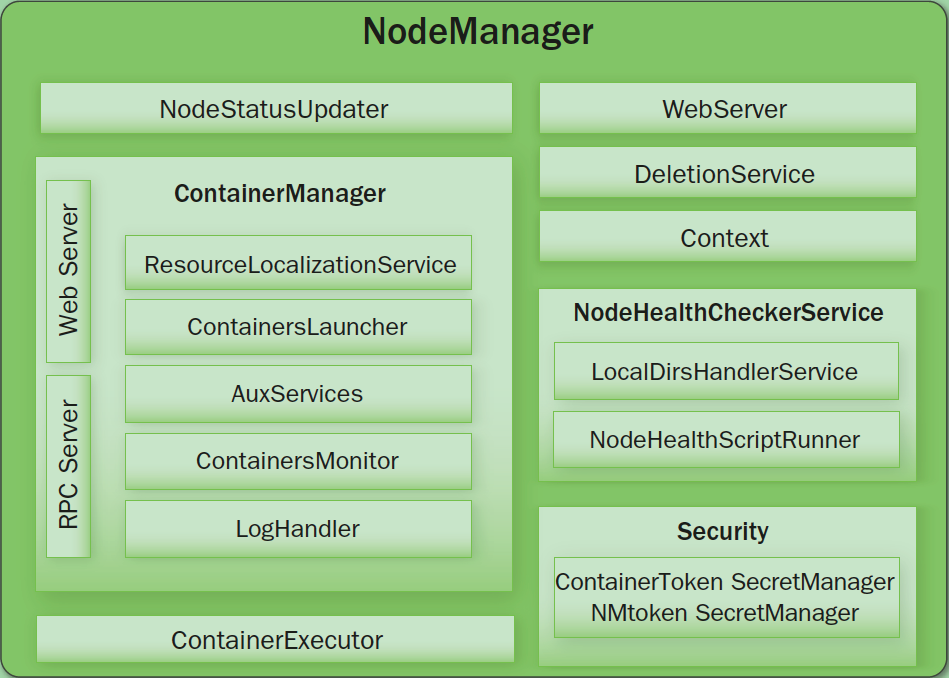 NodeManager
NodeStatusUpdater
ContainerManager
Web Server
RPC Server
ResourceLocalizationService
ContainersLauncher
AuxServices
ContainersMonitor
LogHandler
ContainerExecutor
WebServer
DeletionService
Context
NodeHealthCheckerService
LocalDirsHandlerService
NodeHealthScriptRunner
Security
ContainerToken SecretManager
NMtoken SecretManager